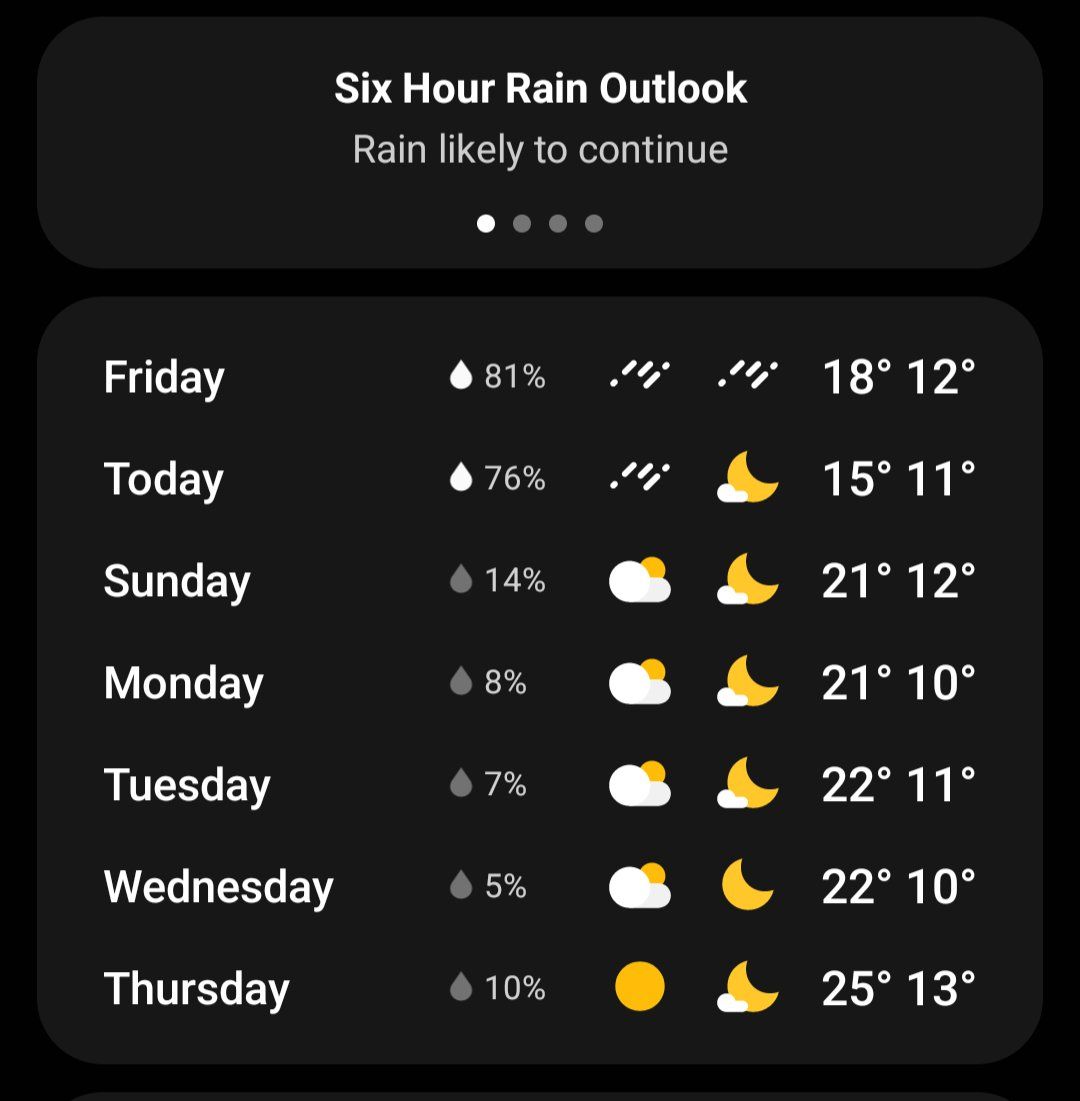 Six Hour Rain Outlook
Rain likely to continue
Friday 81% 18° 12°
Today 76% 15° 11°
Sunday 14% 21° 12°
Monday 8% 21° 10°
Tuesday 7% 22° 11°
Wednesday 5% 22° 10°
Thursday 10% 25° 13°